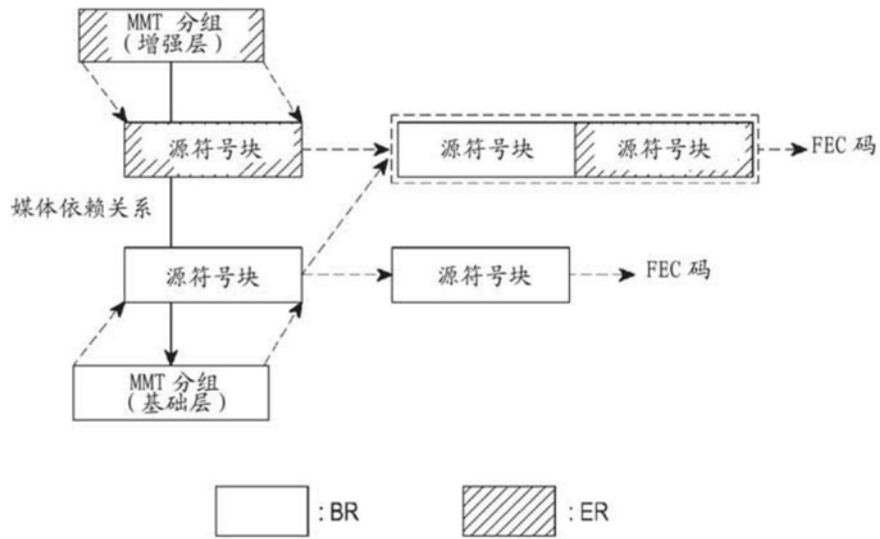 MMT 分组
(增强层)
源符号块
源符号块
源符号块
FEC 码
媒体依赖关系
源符号块
源符号块
FEC 码
MMT 分组
(基础层)
: BR
: ER